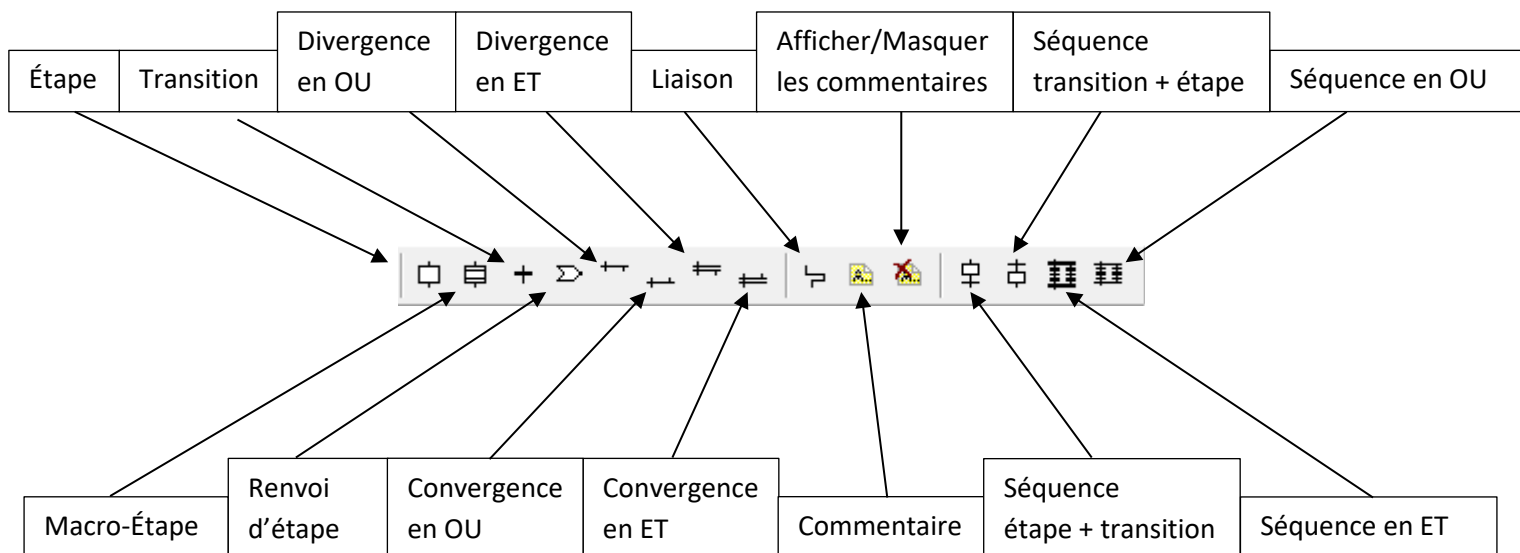 Étape
Transition
Divergence
en OU
Divergence
en ET
Liaison
Afficher/Masquer
les commentaires
Séquence
transition + étape
Séquence en OU
Macro-Étape
Renvoi
d’étape
Convergence
en OU
Convergence
en ET
Commentaire
Séquence
étape + transition
Séquence en ET